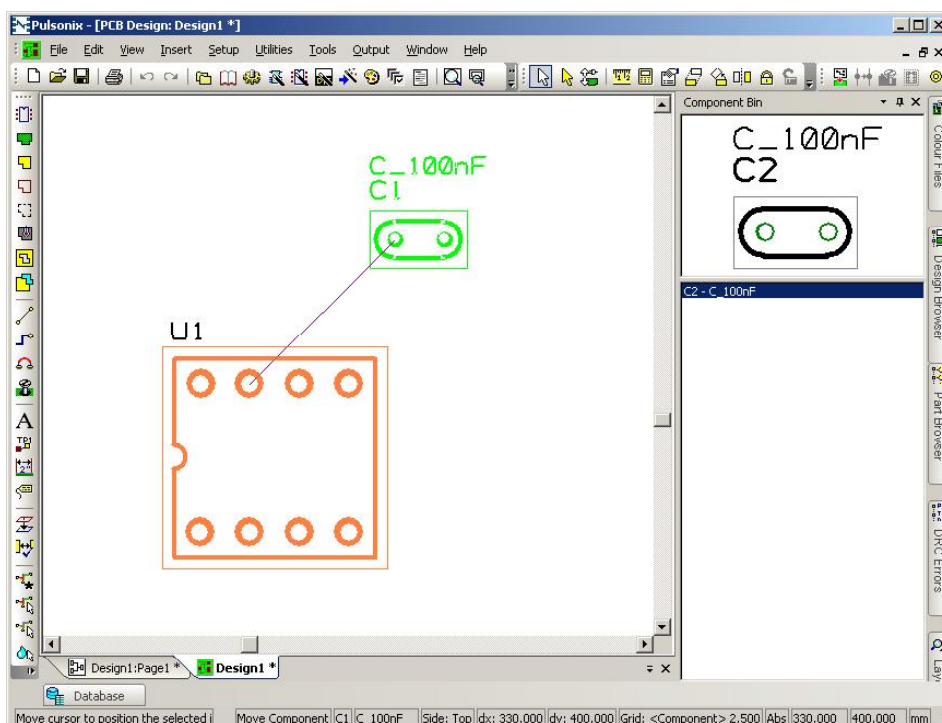 Pulsonix - [PCB Design: Design1 *]
File Edit View Insert Setup Utilities Tools Output Window Help
Component Bin
C_100nF
C2
C2 - C_100nF
C_100nF
C1
U1
A
TP1
2"
Colour Files
Design Browser
Part Browser
DRC Errors
Lay
Design1:Page1 *
Design1 *
Database
Move cursor to position the selected i
Move Component C1 C_100nF Side: Top dx: 330.000 dy: 400.000 Grid: <Component> 2.500 Abs 330.000 400.000 mm